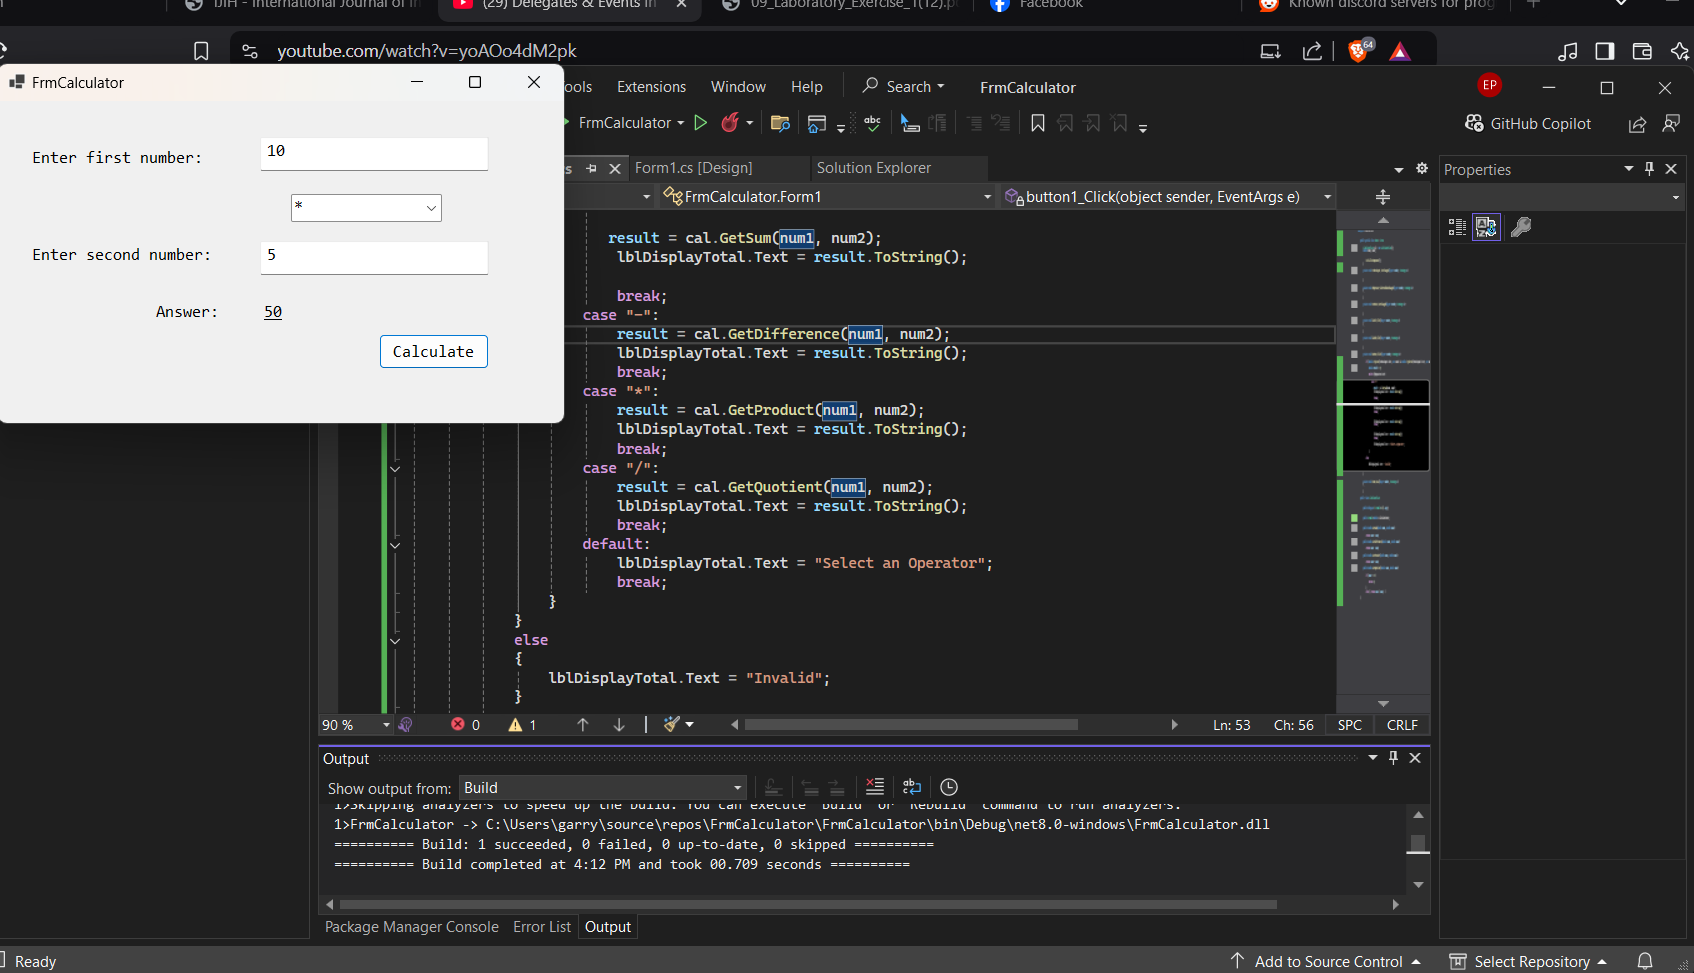 IJIH - International Journal of In
(29) Delegates & Events in
09_Laboratory_Exercise_1(12).p
Facebook
Known discord servers for prog
youtube.com/watch?v=yoAOo4dM2pk
64
FrmCalculator
Enter first number:
10
*
Enter second number:
5
Answer:
50
Calculate
ools
Extensions
Window
Help
Search
FrmCalculator
EP
FrmCalculator
abc
GitHub Copilot
s
Form1.cs [Design]
Solution Explorer
FrmCalculator.Form1
button1_Click(object sender, EventArgs e)
result = cal.GetSum(num1, num2);
lblDisplayTotal.Text = result.ToString();
break;
case "-":
result = cal.GetDifference(num1, num2);
lblDisplayTotal.Text = result.ToString();
break;
case "*":
result = cal.GetProduct(num1, num2);
lblDisplayTotal.Text = result.ToString();
break;
case "/":
result = cal.GetQuotient(num1, num2);
lblDisplayTotal.Text = result.ToString();
break;
default:
lblDisplayTotal.Text = "Select an Operator";
break;
}
}
else
{
lblDisplayTotal.Text = "Invalid";
}
90 %
0
1
Ln: 53
Ch: 56
SPC
CRLF
Properties
Output
Show output from:
Build
1>Skipping analyzers to speed up the build. You can execute 'Build' or 'Rebuild' command to run analyzers.
1>FrmCalculator -> C:\Users\garry\source\repos\FrmCalculator\FrmCalculator\bin\Debug\net8.0-windows\FrmCalculator.dll
========== Build: 1 succeeded, 0 failed, 0 up-to-date, 0 skipped ==========
========== Build completed at 4:12 PM and took 00.709 seconds ==========
Package Manager Console
Error List
Output
Ready
Add to Source Control
Select Repository